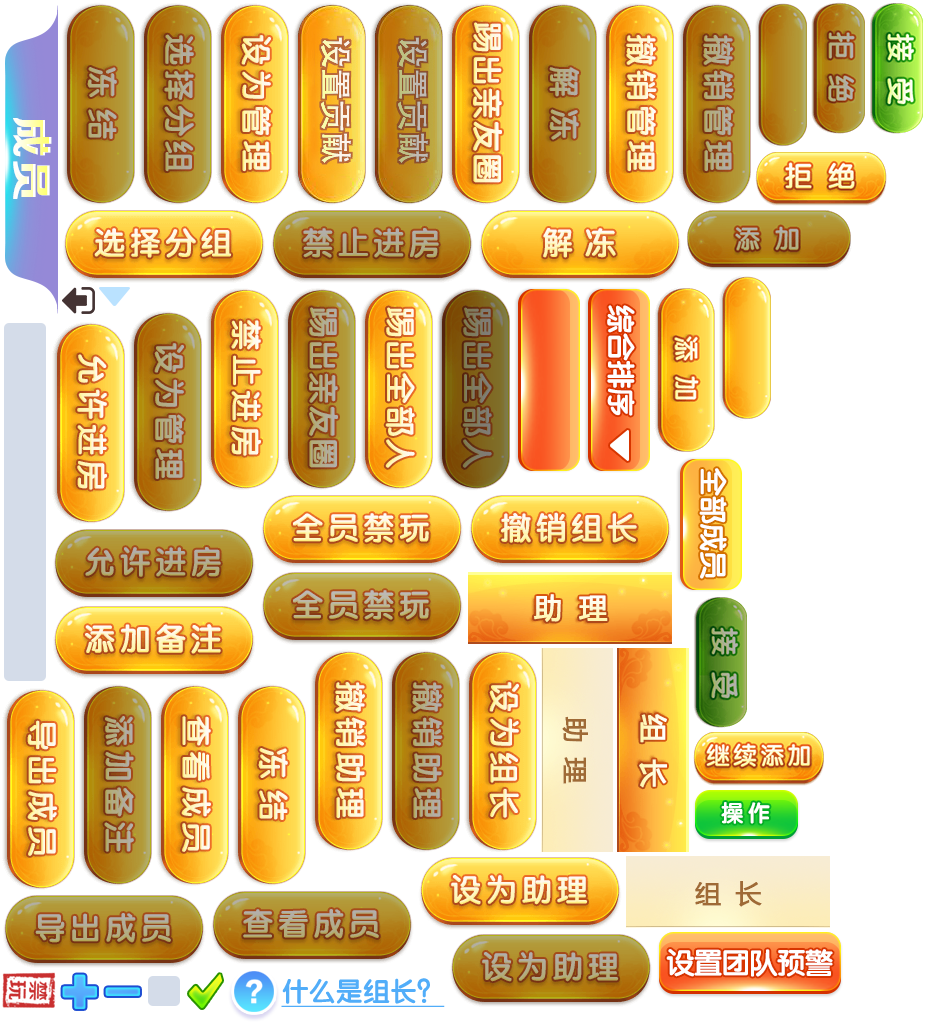 成员
冻结
选择分组
设为管理
设置贡献
设置贡献
踢出亲友圈
解冻
撤销管理
撤销管理
拒绝
接受
拒绝
选择分组
禁止进房
解冻
添加
允许进房
设为管理
禁止进房
踢出亲友圈
踢出全部人
踢出全部人
综合排序
添加
全部成员
全员禁玩
撤销组长
允许进房
全员禁玩
助理
添加备注
接受
导出成员
添加备注
查看成员
冻结
撤销助理
撤销助理
设为组长
助理
组长
继续添加
操作
设为助理
组长
导出成员
查看成员
设为助理
设置团队预警
禁玩
?
什么是组长?